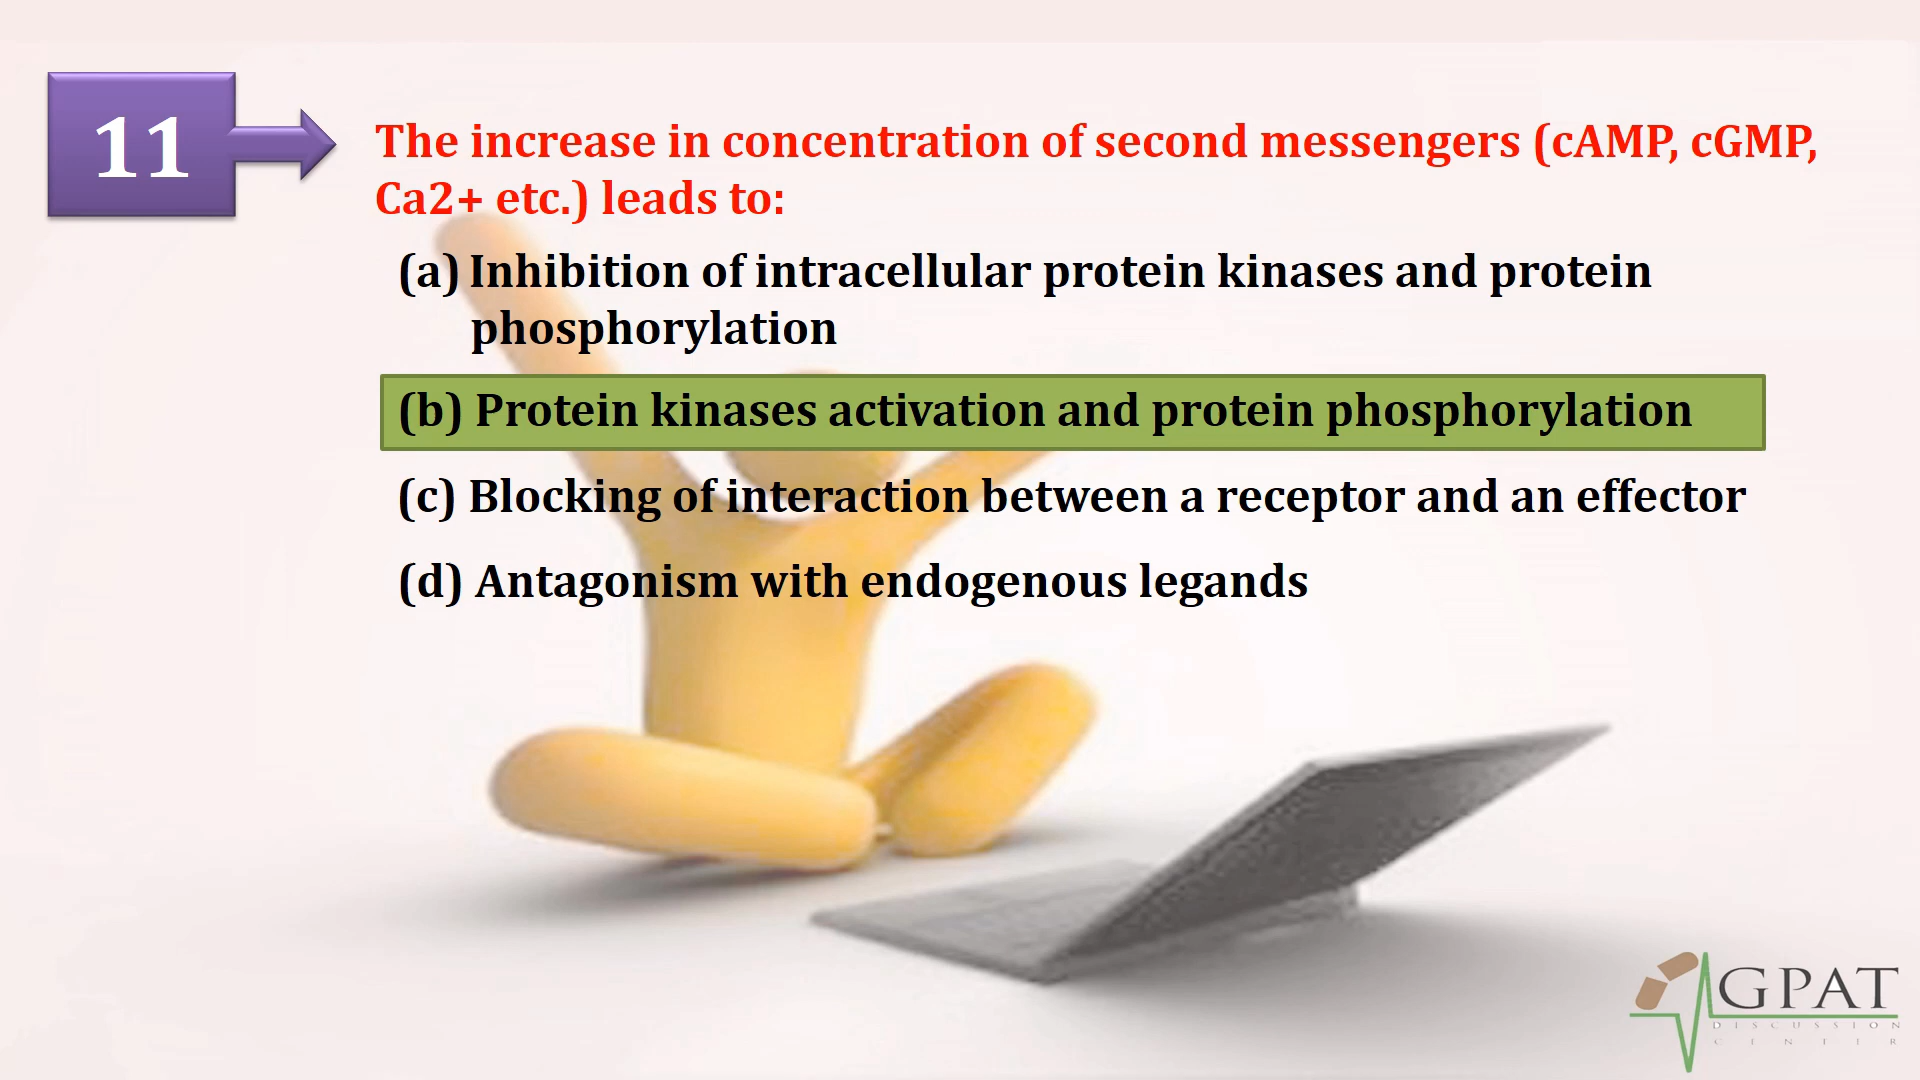 11
The increase in concentration of second messengers (cAMP, cGMP,
Ca2+ etc.) leads to:
(a) Inhibition of intracellular protein kinases and protein
phosphorylation
(b) Protein kinases activation and protein phosphorylation
(c) Blocking of interaction between a receptor and an effector
(d) Antagonism with endogenous legands
GPAT
DISCUSSION
CENTER